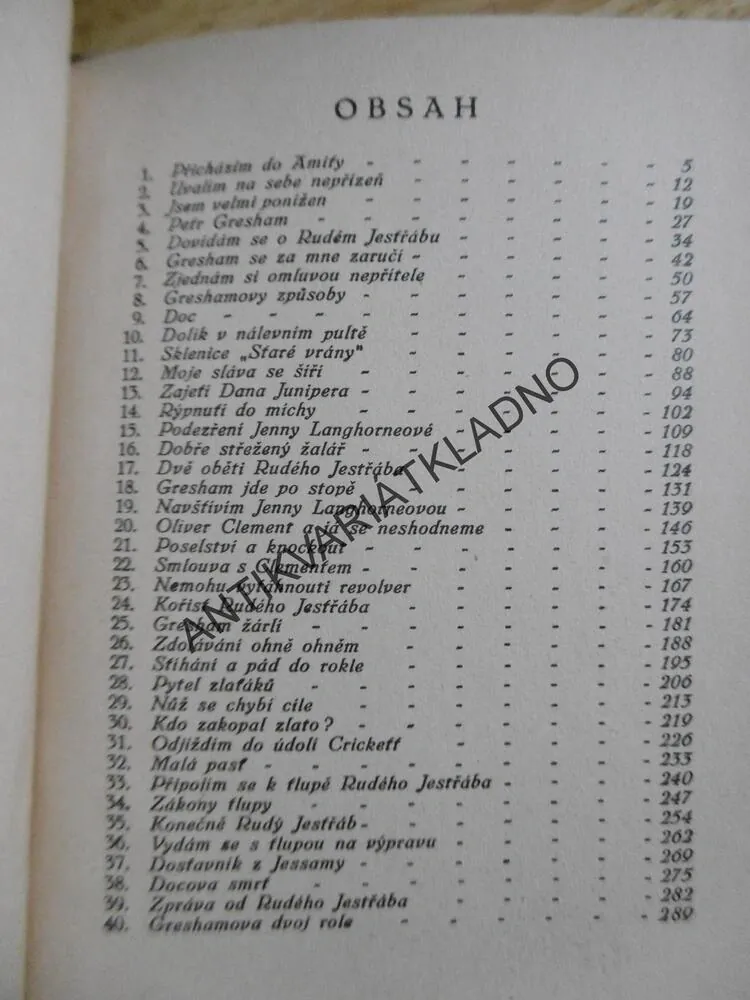 OBSAH
1. Přicházím do Amity - - - - - - - 5
2. Uvalím na sebe nepřízeň - - - - - - 12
3. Jsem velmi ponížen - - - - - - - 19
4. Petr Gresham - - - - - - - - 27
5. Dovídám se o Rudém Jestřábu - - - - - 34
6. Gresham se za mne zaručí - - - - - - 42
7. Zjednám si omluvou nepřítele - - - - - 50
8. Greshamovy způsoby - - - - - - - 57
9. Doc - - - - - - - - - - 64
10. Dolík v nálevním pultě - - - - - - 73
11. Sklenice „Staré vrány" - - - - - - 80
12. Moje sláva se šíří - - - - - - 88
13. Zajetí Dana Junipera - - - - - - - 94
14. Rýpnutí do míchy - - - - - - - 102
15. Podezření Jenny Langhorneové - - - - - 109
16. Dobře střežený žalář - - - - - - 118
17. Dvě oběti Rudého Jestřába - - - - - 124
18. Gresham jde po stopě - - - - - - - 131
19. Navštívím Jenny Langhorneovou - - - - - 139
20. Oliver Clement a já se neshodneme - - - - 146
21. Poselství a knockout - - - - - - - 153
22. Smlouva s Clementem - - - - - - - 160
23. Nemohu vytáhnouti revolver - - - - - 167
24. Kořist Rudého Jestřába - - - - - - 174
25. Gresham žárlí - - - - - - - - 181
26. Zdolávání ohně ohněm - - - - - - 188
27. Stíhání a pád do rokle - - - - - - 195
28. Pytel zlaťáků - - - - - - - - 206
29. Nůž se chybí cíle - - - - - - - 213
30. Kdo zakopal zlato? - - - - - - - 219
31. Odjíždím do údolí Crickett - - - - - 226
32. Malá past - - - - - - - - - 233
33. Připojím se k tlupě Rudého Jestřába - - - - 240
34. Zákony tlupy - - - - - - - - 247
35. Konečně Rudý Jestřáb - - - - - - - 254
36. Vydám se s tlupou na výpravu - - - - - 262
37. Dostavník z Jessamy - - - - - - - 269
38. Docova smrt - - - - - - - - 275
39. Zpráva od Rudého Jestřába - - - - - - 282
40. Greshamova dvoj role - - - - - - 289
ANTIKVARIÁTKLADNO